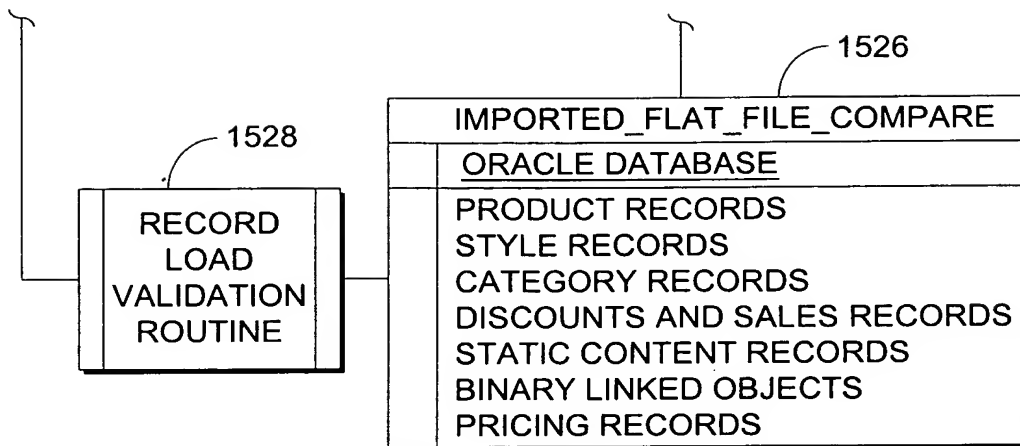 1526
IMPORTED_FLAT_FILE_COMPARE
1528
ORACLE DATABASE
RECORD
LOAD
VALIDATION
ROUTINE
PRODUCT RECORDS
STYLE RECORDS
CATEGORY RECORDS
DISCOUNTS AND SALES RECORDS
STATIC CONTENT RECORDS
BINARY LINKED OBJECTS
PRICING RECORDS